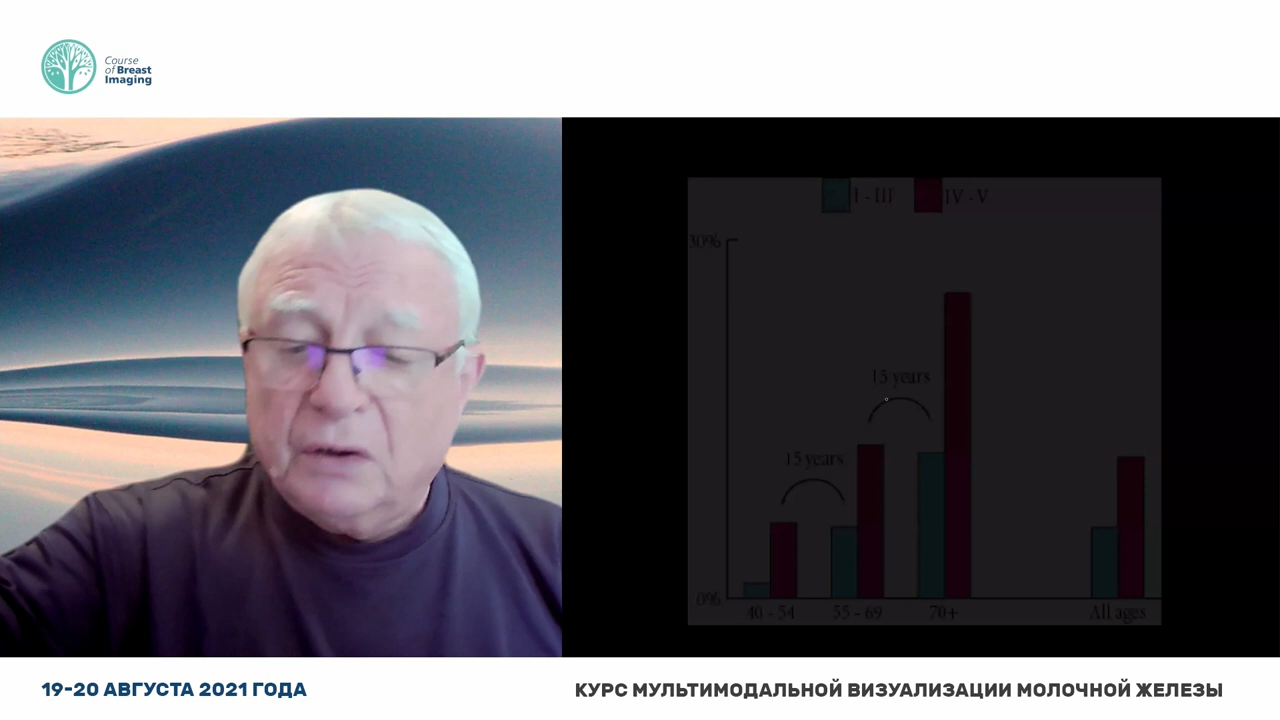 Course
of Breast
Imaging
I - III
IV - V
30%
15 years
15 years
0%
40 - 54
55 - 69
70+
All ages
19-20 АВГУСТА 2021 ГОДА
КУРС МУЛЬТИМОДАЛЬНОЙ ВИЗУАЛИЗАЦИИ МОЛОЧНОЙ ЖЕЛЕЗЫ